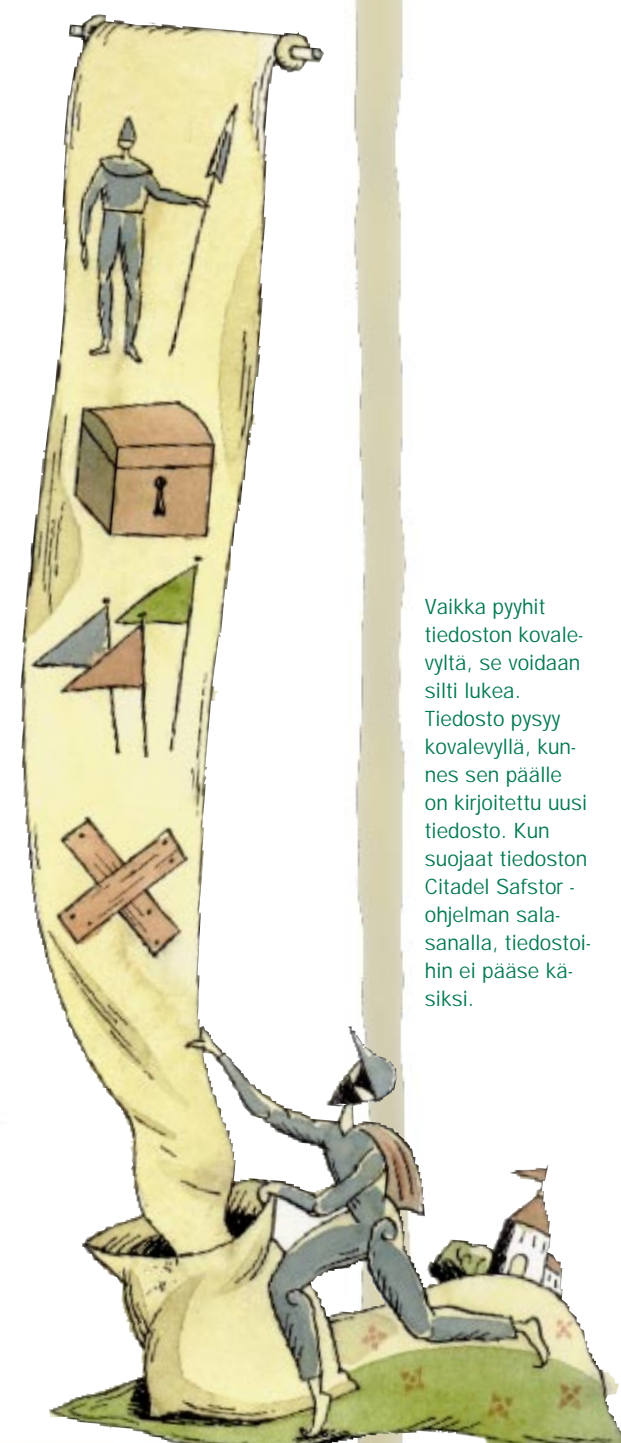 Vaikka pyyhit
tiedoston kovale-
vyltä, se voidaan
silti lukea.
Tiedosto pysyy
kovalevyllä, kun-
nes sen päälle
on kirjoitettu uusi
tiedosto. Kun
suojaat tiedoston
Citadel Safstor -
ohjelman sala-
sanalla, tiedostoi-
hin ei pääse kä-
siksi.